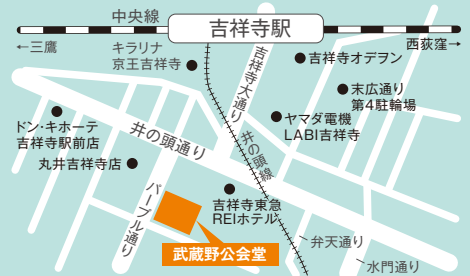 中央線
吉祥寺駅
←三鷹
西荻窪→
キラリナ
京王吉祥寺
吉祥寺大通り
吉祥寺オデヲン
末広通り
第4駐輪場
ドン・キホーテ
吉祥寺駅前店
井の頭通り
井の頭線
ヤマダ電機
LABI吉祥寺
丸井吉祥寺店
パープル通り
吉祥寺東急
REIホテル
武蔵野公会堂
弁天通り
水門通り